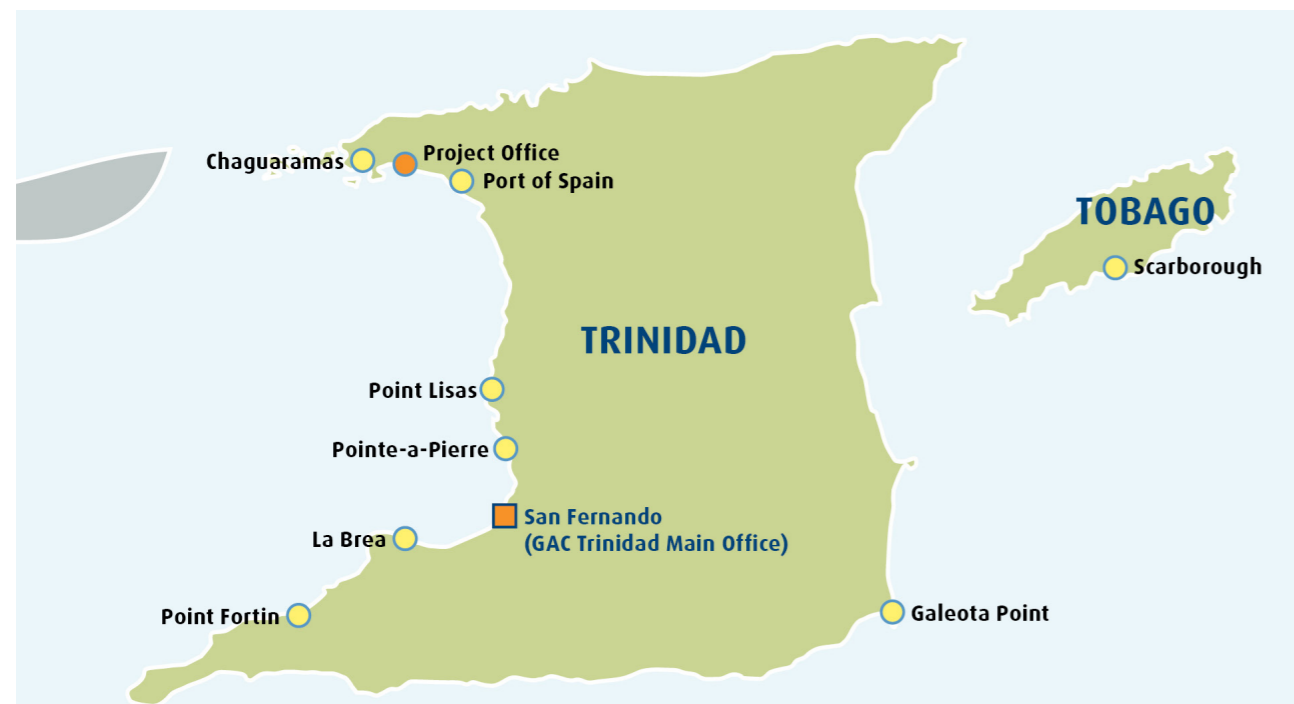 Project Office
Chaguaramas
Port of Spain
TOBAGO
Scarborough
TRINIDAD
Point Lisas
Pointe-a-Pierre
San Fernando
(GAC Trinidad Main Office)
La Brea
Point Fortin
Galeota Point